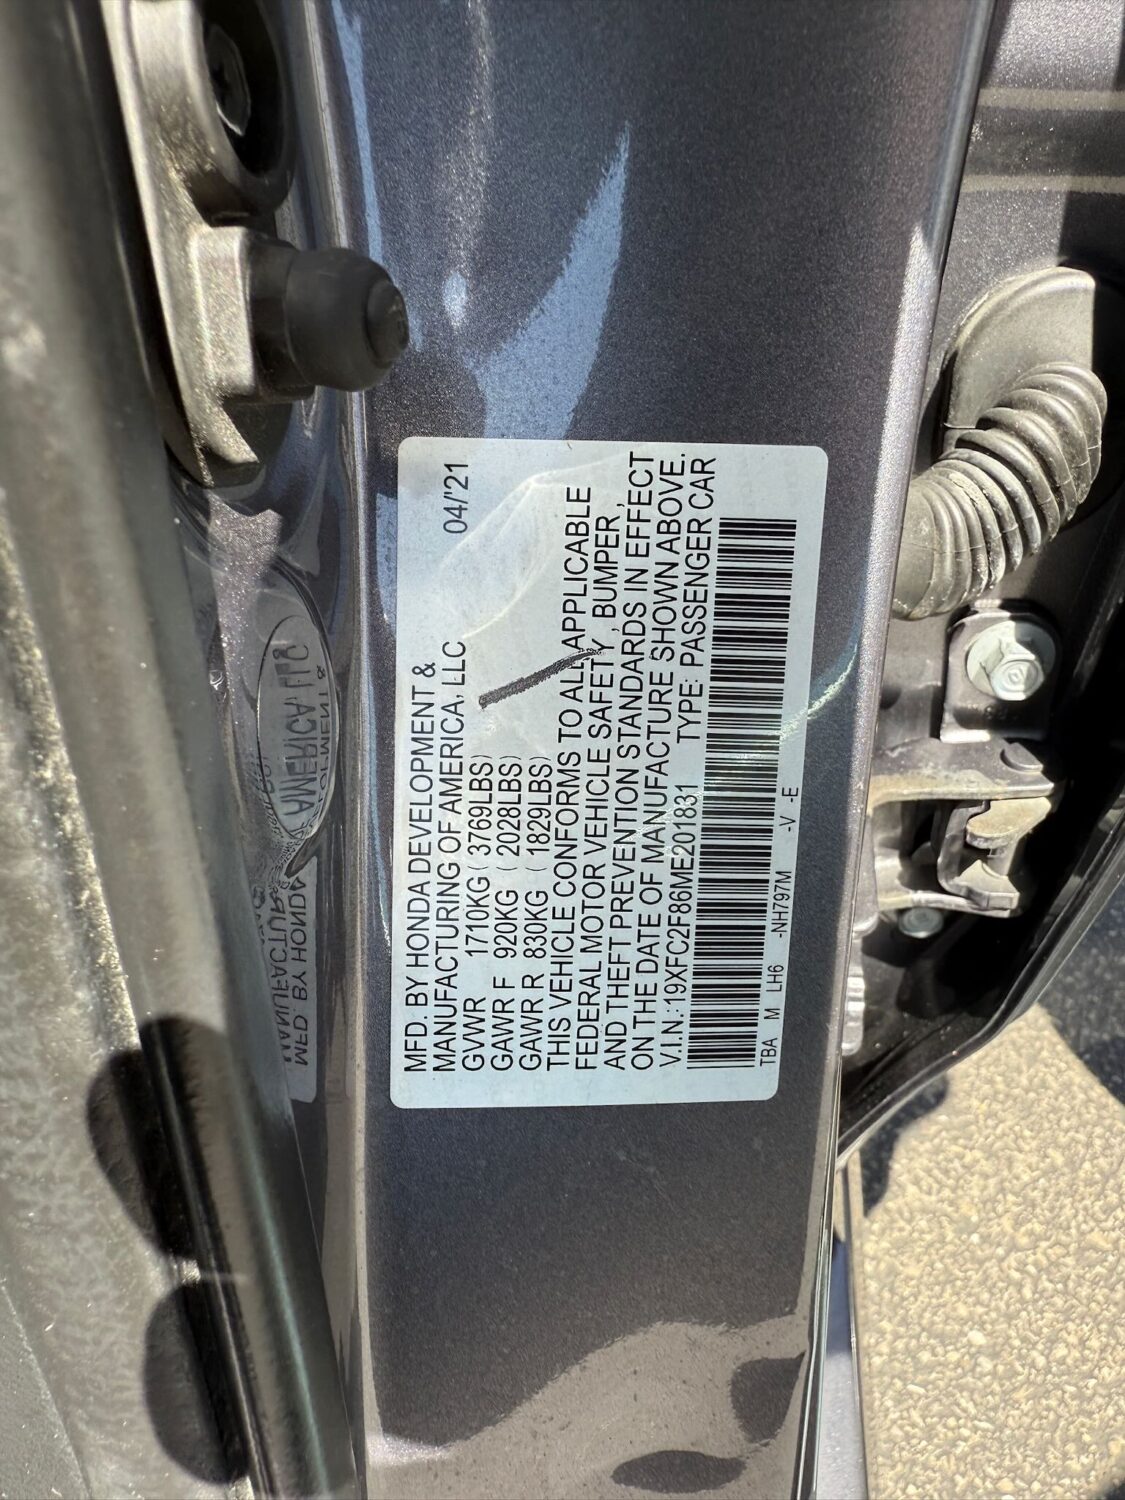 MFD. BY HONDA DEVELOPMENT &
MANUFACTURING OF AMERICA, LLC 04/'21
GVWR 1710KG ( 3769LBS)
GAWR F 920KG ( 2028LBS)
GAWR R 830KG ( 1829LBS)
THIS VEHICLE CONFORMS TO ALL APPLICABLE
FEDERAL MOTOR VEHICLE SAFETY, BUMPER,
AND THEFT PREVENTION STANDARDS IN EFFECT
ON THE DATE OF MANUFACTURE SHOWN ABOVE.
V.I.N.:19XFC2F86ME201831 TYPE: PASSENGER CAR
TBA M LH6 -NH797M -V -E